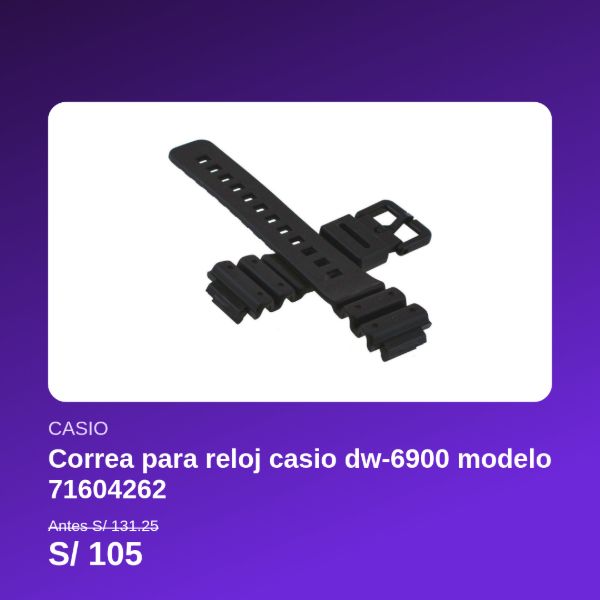 CASIO
Correa para reloj casio dw-6900 modelo
71604262
Antes S/ 131.25
S/ 105